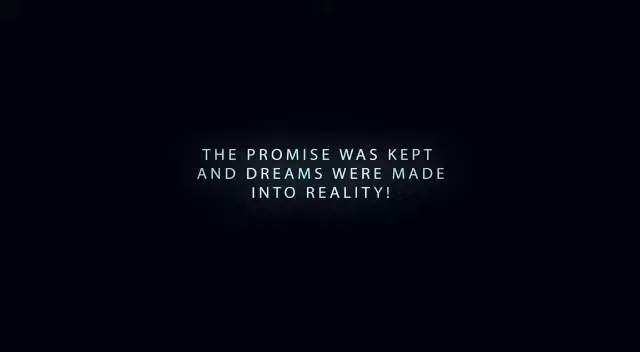 THE PROMISE WAS KEPT
AND DREAMS WERE MADE
INTO REALITY!